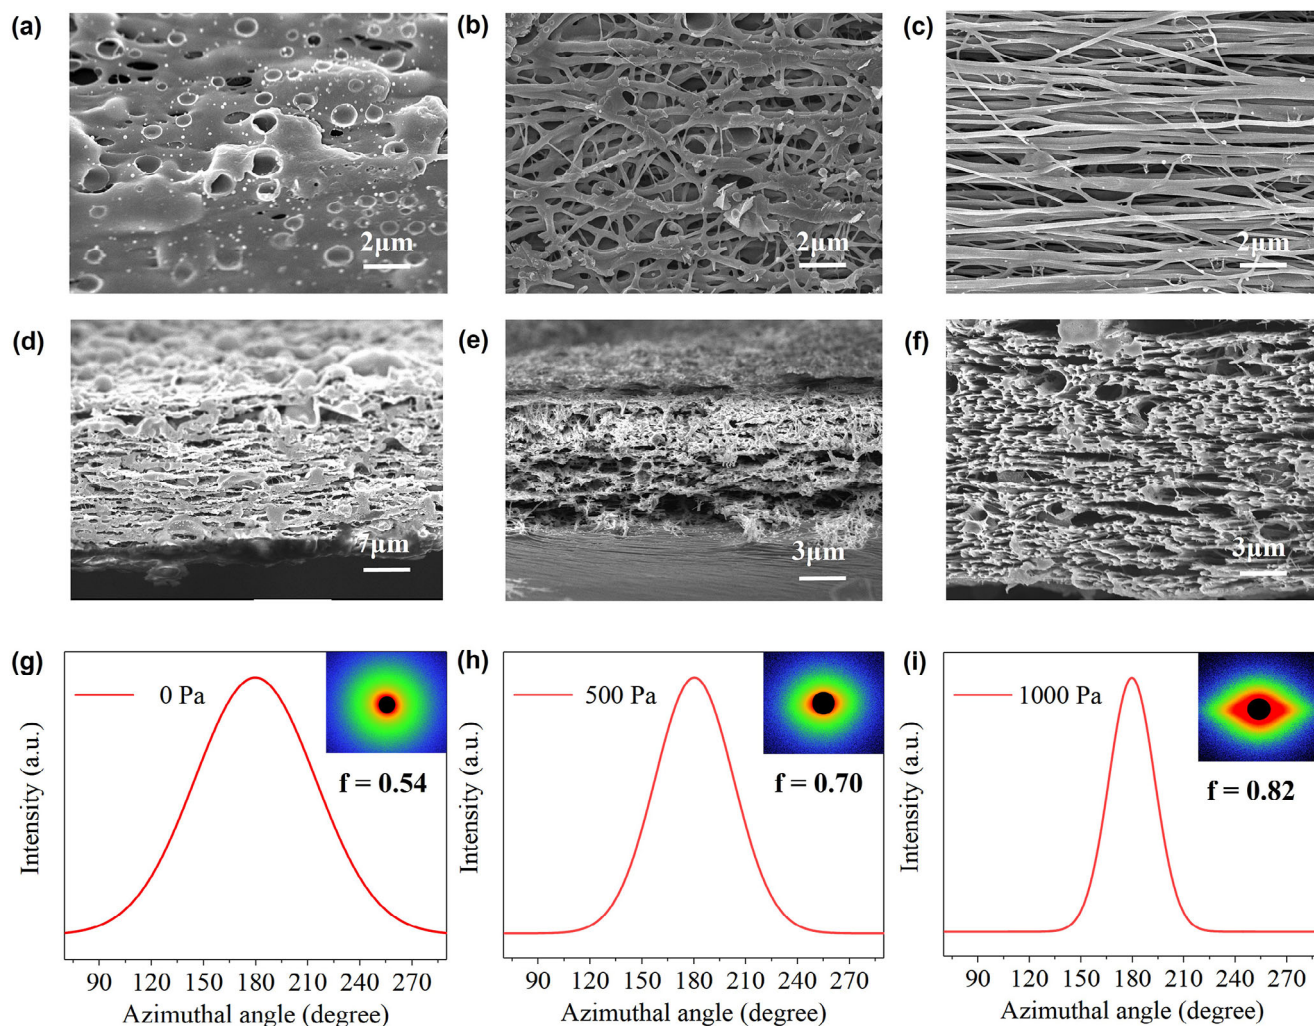 (a)
2μm
(b)
2μm
(c)
2μm
(d)
7μm
(e)
3μm
(f)
3μm
(g)
0 Pa
f = 0.54
Intensity (a.u.)
90 120 150 180 210 240 270
Azimuthal angle (degree)
(h)
500 Pa
f = 0.70
Intensity (a.u.)
90 120 150 180 210 240 270
Azimuthal angle (degree)
(i)
1000 Pa
f = 0.82
Intensity (a.u.)
90 120 150 180 210 240 270
Azimuthal angle (degree)